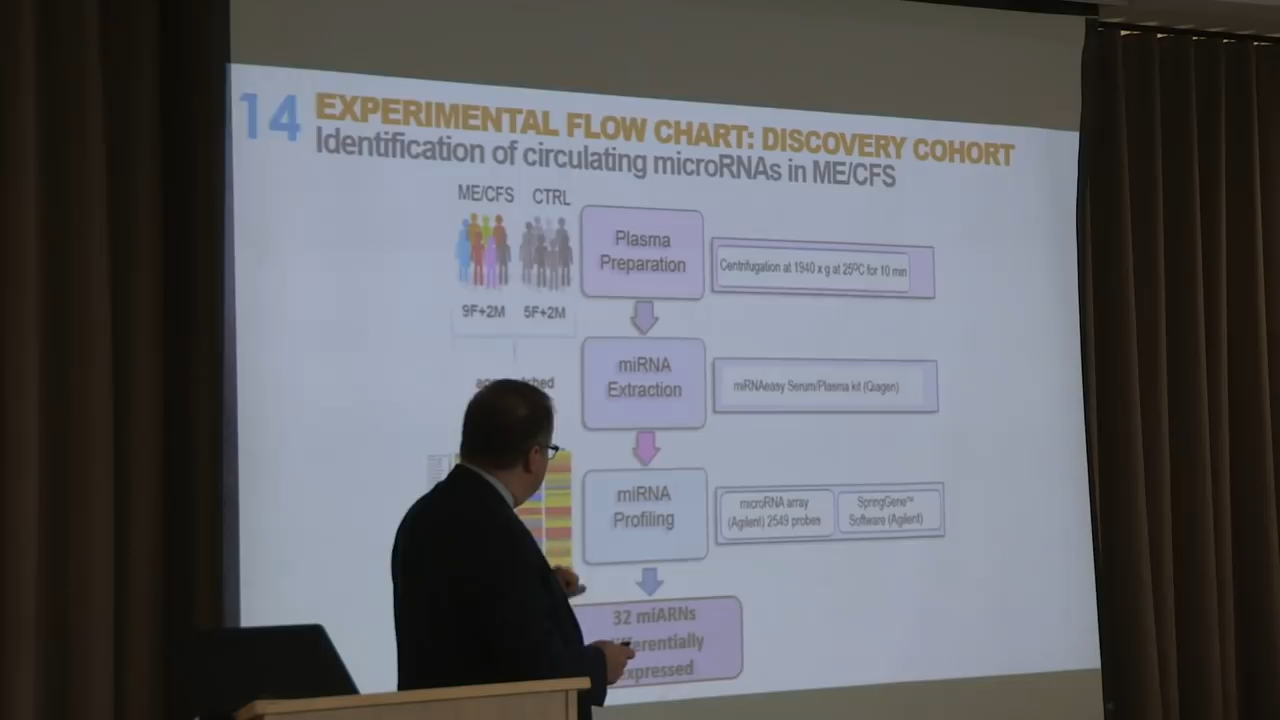 14
EXPERIMENTAL FLOW CHART: DISCOVERY COHORT
Identification of circulating microRNAs in ME/CFS
ME/CFS CTRL
9F+2M 5F+2M
Plasma
Preparation
Centrifugation at 1940 x g at 25ºC for 10 min
miRNA
Extraction
miRNAeasy Serum/Plasma kit (Qiagen)
miRNA
Profiling
microRNA array
(Agilent) 2549 probes
SpringGene™
Software (Agilent)
32 miARNs